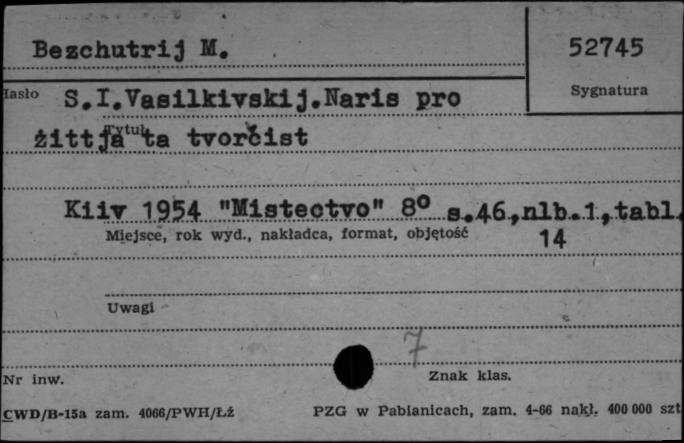 Bezchutrij M.
52745
Hasło
Sygnatura
S.I.Vasilkivskij.Naris pro
Tytuł
żittja ta tvorčist
Kiiv 1954 "Mistectvo" 8° s.46,nlb.1,tabl.
14
Miejsce, rok wyd., nakładca, format, objętość
Uwagi
7
Nr inw.
Znak klas.
CWD/B-15a zam. 4066/PWH/Łż
PZG w Pabianicach, zam. 4-66 nakł. 400 000 szt